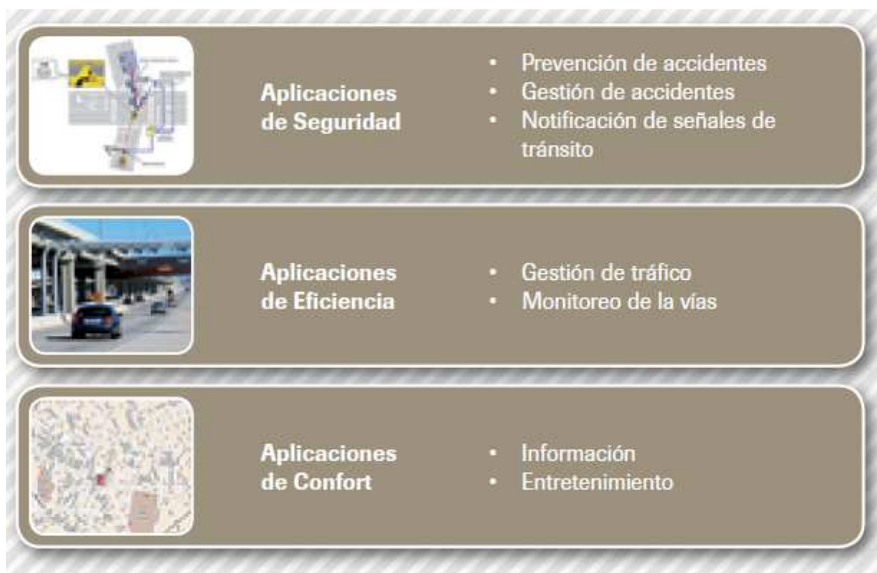 Aplicaciones
de Seguridad
• Prevención de accidentes
• Gestión de accidentes
• Notificación de señales de
tránsito
Aplicaciones
de Eficiencia
• Gestión de tráfico
• Monitoreo de la vías
Aplicaciones
de Confort
• Información
• Entretenimiento